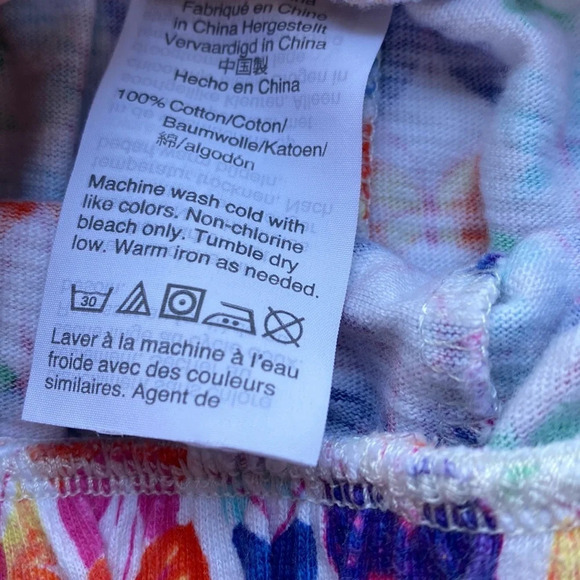 Fabriqué en Chine
in China Hergestellt
Vervaardigd in China
中国製
Hecho en China
100% Cotton/Coton/
Baumwolle/Katoen/
綿/algodón
Machine wash cold with
like colors. Non-chlorine
bleach only. Tumble dry
low. Warm iron as needed.
30
Laver à la machine à l'eau
froide avec des couleurs
similaires. Agent de